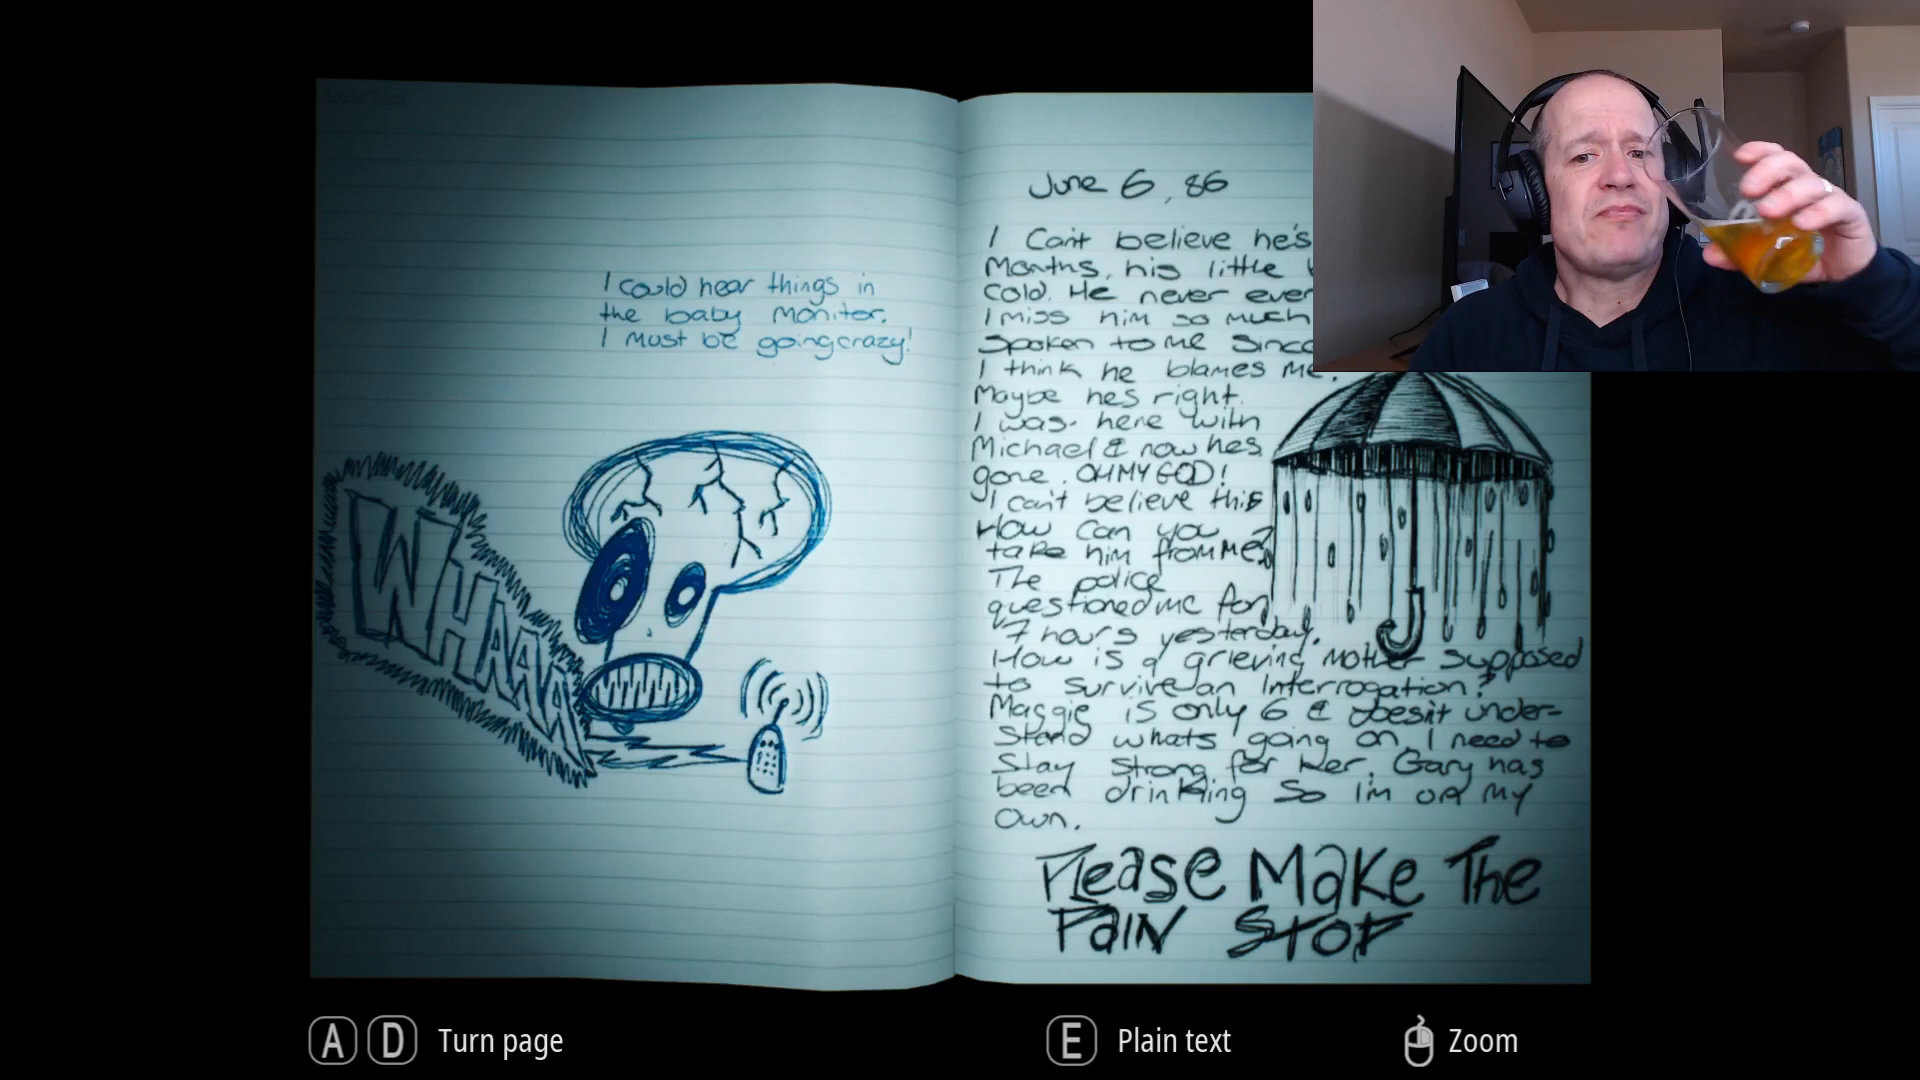 I could hear things in
the baby monitor.
I must be going crazy!
WHAAA
June 6, 86
I Can't believe he's
Months, his little
cold. He never ever
I miss him so much
spoken to me since
I think he blames me.
Maybe hes right.
I was here with
Michael & now hes
gone. OH MY GOD!
I can't believe this
How can you
take him from me?
The police
questioned me for
7 hours yesterday.
How is a grieving mother supposed
to survive an Interrogation?
Maggie is only 6 & doesn't under-
stand whats going on. I need to
Stay strong for her. Gary has
been drinking so I'm on my
own.
Please Make The
Pain Stop
A D Turn page
E Plain text
Zoom